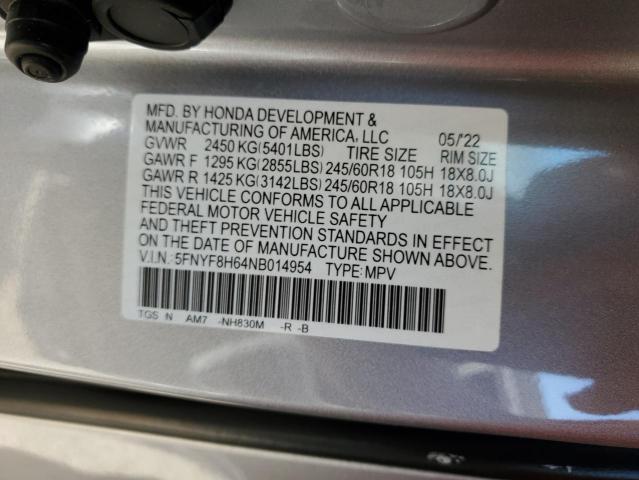 MFD. BY HONDA DEVELOPMENT &
MANUFACTURING OF AMERICA, LLC 05/'22
GVWR 2450 KG(5401LBS) TIRE SIZE RIM SIZE
GAWR F 1295 KG(2855LBS) 245/60R18 105H 18X8.0J
GAWR R 1425 KG(3142LBS) 245/60R18 105H 18X8.0J
THIS VEHICLE CONFORMS TO ALL APPLICABLE
FEDERAL MOTOR VEHICLE SAFETY
AND THEFT PREVENTION STANDARDS IN EFFECT
ON THE DATE OF MANUFACTURE SHOWN ABOVE.
V.I.N.: 5FNYF8H64NB014954 TYPE: MPV
TGS N AM7 -NH830M -R -B